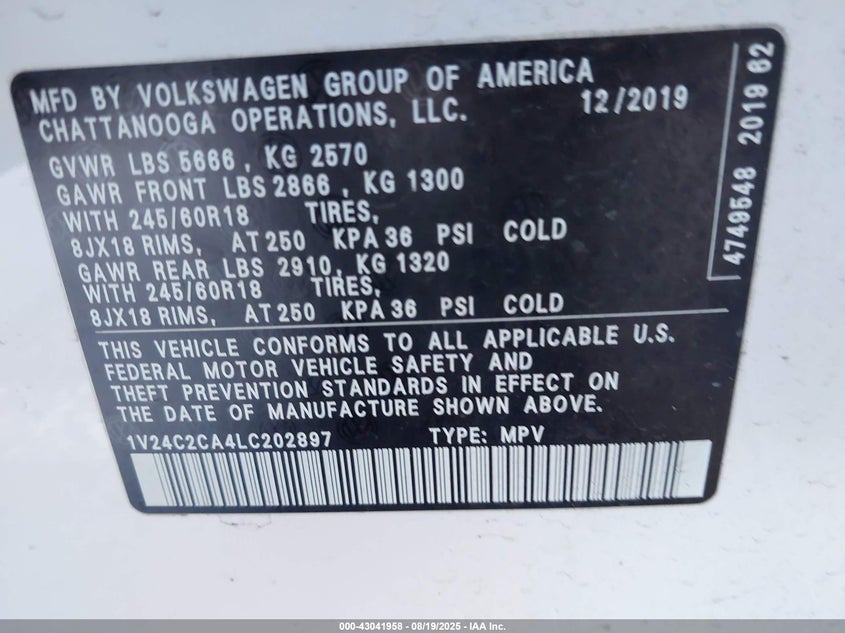 MFD BY VOLKSWAGEN GROUP OF AMERICA
CHATTANOOGA OPERATIONS, LLC. 12/2019
GVWR LBS 5666, KG 2570
GAWR FRONT LBS 2866, KG 1300
WITH 245/60R18 TIRES,
8JX18 RIMS, AT 250 KPA 36 PSI COLD
GAWR REAR LBS 2910, KG 1320
WITH 245/60R18 TIRES,
8JX18 RIMS, AT 250 KPA 36 PSI COLD
THIS VEHICLE CONFORMS TO ALL APPLICABLE U.S.
FEDERAL MOTOR VEHICLE SAFETY AND
THEFT PREVENTION STANDARDS IN EFFECT ON
THE DATE OF MANUFACTURE SHOWN ABOVE.
1V24C2CA4LC202897 TYPE: MPV
4749548 2019 62
000-43041958 - 08/19/2025 - IAA Inc.